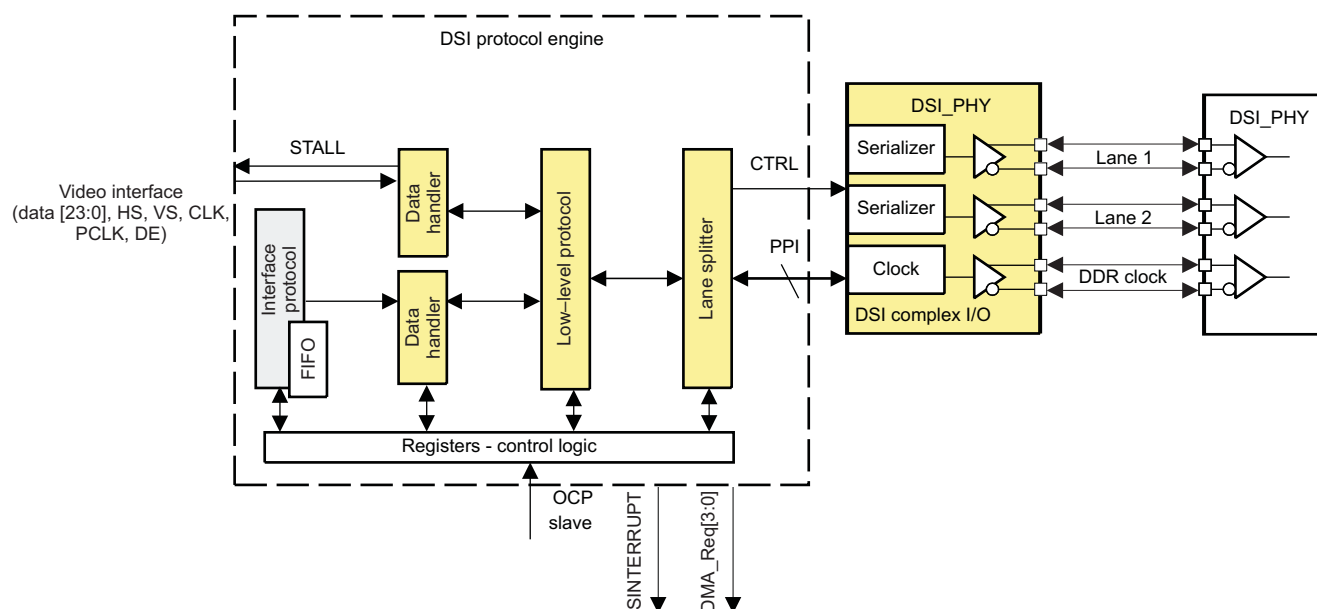 DSI protocol engine
STALL
Video interface
(data [23:0], HS, VS, CLK,
PCLK, DE)
Interface
protocol
FIFO
Data
handler
Data
handler
Low–level protocol
Lane splitter
CTRL
PPI
Registers - control logic
OCP
slave
SINTERRUPT
DMA_Req[3:0]
DSI_PHY
Serializer
Serializer
Clock
DSI complex I/O
Lane 1
Lane 2
DDR clock
DSI_PHY